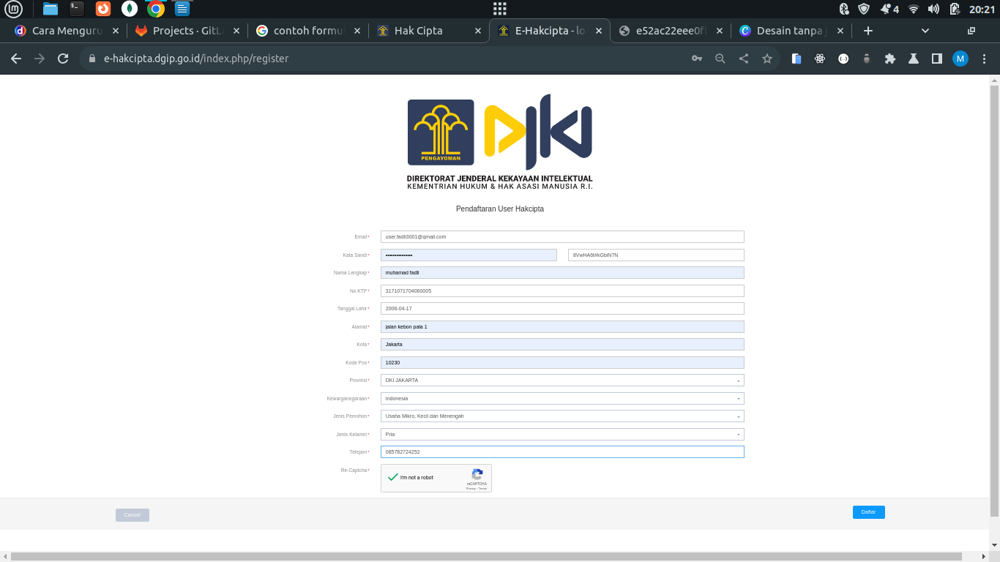 4 20:21
Cara Menguru
Projects · GitLa
contoh formu
Hak Cipta
E-Hakcipta - lo
e52ac22eee0f
Desain tanpa j
e-hakcipta.dgip.go.id/index.php/register M
PENGAYOMAN
DJKI
DIREKTORAT JENDERAL KEKAYAAN INTELEKTUAL
KEMENTRIAN HUKUM & HAK ASASI MANUSIA R.I.
Pendaftaran User Hakcipta
Email* user.fadli3001@gmail.com
Kata Sandi* ••••••••••••••• 8VwHA6t#kGbiN7N
Nama Lengkap* muhamad fadli
No KTP* 3171071704060005
Tanggal Lahir* 2006-04-17
Alamat* jalan kebon pala 1
Kota* Jakarta
Kode Pos* 10230
Provinsi* DKI JAKARTA
Kewarganegaraan* Indonesia
Jenis Pemohon* Usaha Mikro, Kecil dan Menengah
Jenis Kelamin* Pria
Telepon* 085782724252
Re-Captcha* I'm not a robot
reCAPTCHA
Privacy - Terms
Cancel Daftar